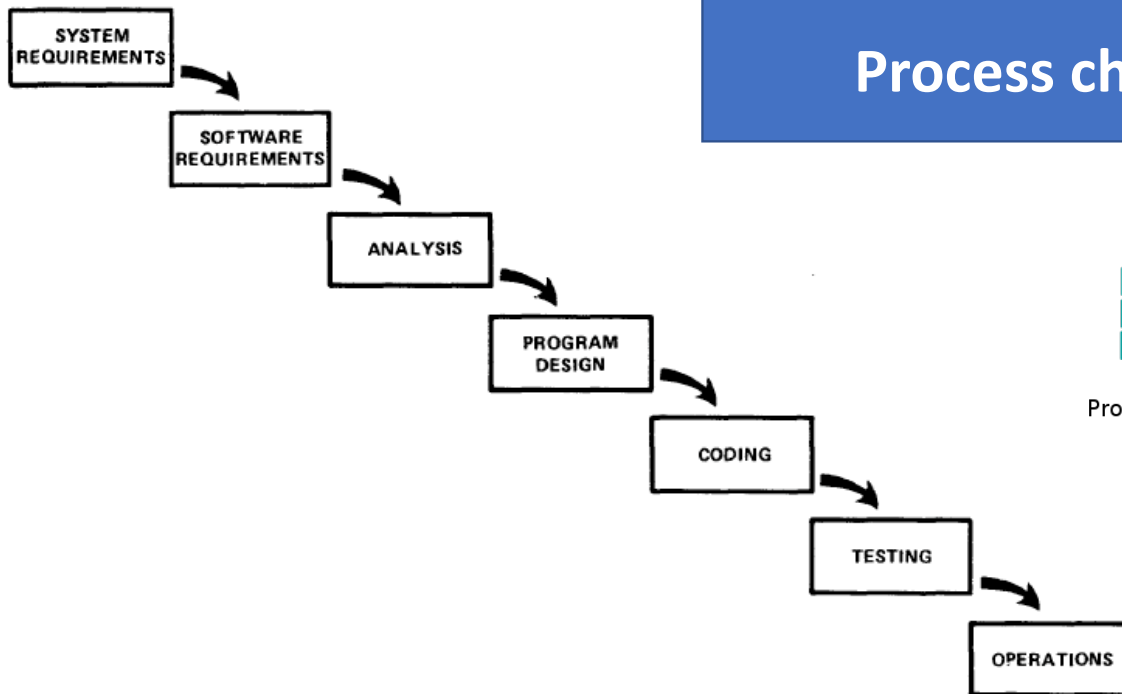 SYSTEM
REQUIREMENTS
Process ch
SOFTWARE
REQUIREMENTS
ANALYSIS
PROGRAM
DESIGN
Pro
CODING
TESTING
OPERATIONS